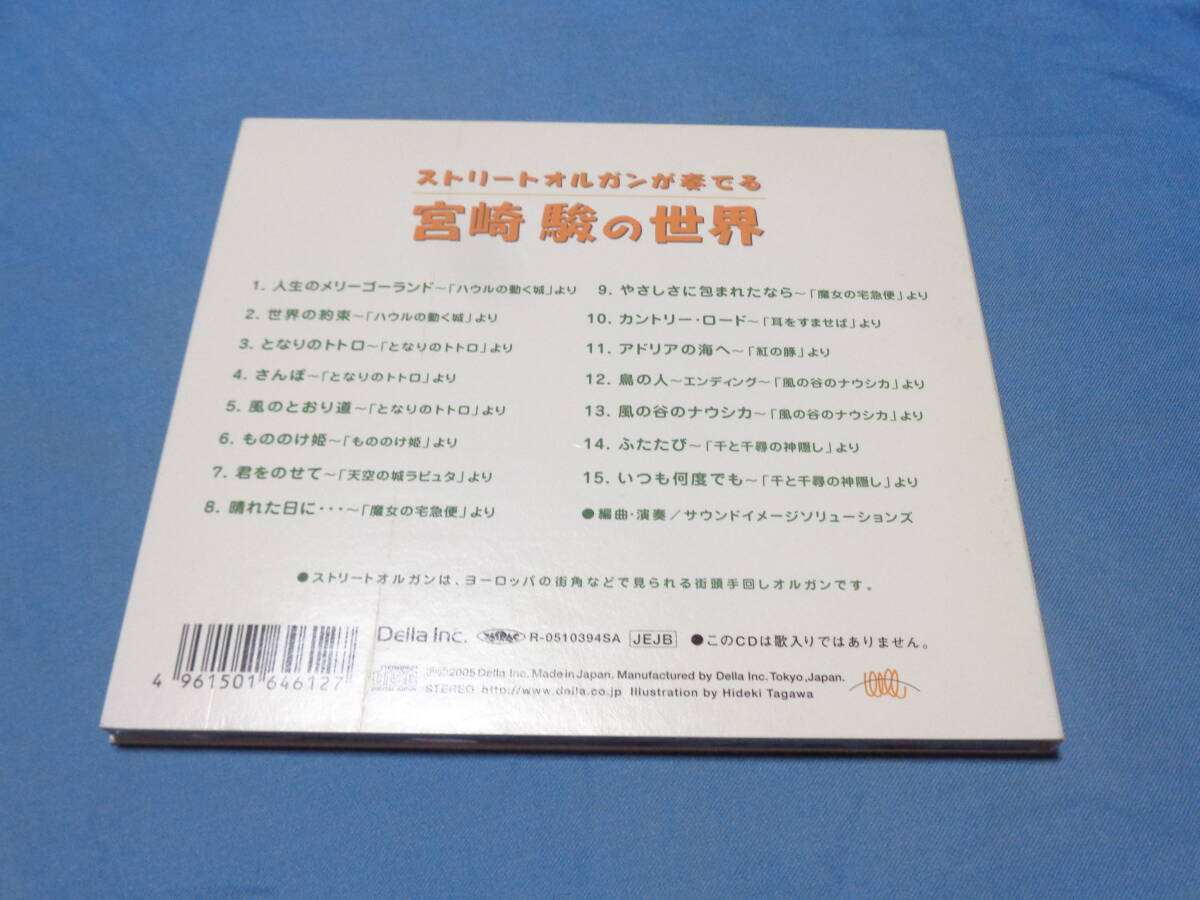 ストリートオルガンが奏でる
宮崎 駿の世界
1. 人生のメリーゴーランド～「ハウルの動く城」より
2. 世界の約束～「ハウルの動く城」より
3. となりのトトロ～「となりのトトロ」より
4. さんぽ～「となりのトトロ」より
5. 風のとおり道～「となりのトトロ」より
6. もののけ姫～「もののけ姫」より
7. 君をのせて～「天空の城ラピュタ」より
8. 晴れた日に・・・～「魔女の宅急便」より
9. やさしさに包まれたなら～「魔女の宅急便」より
10. カントリー・ロード～「耳をすませば」より
11. アドリアの海へ～「紅の豚」より
12. 鳥の人～エンディング～「風の谷のナウシカ」より
13. 風の谷のナウシカ～「風の谷のナウシカ」より
14. ふたたび～「千と千尋の神隠し」より
15. いつも何度でも～「千と千尋の神隠し」より
●編曲・演奏／サウンドイメージソリューションズ
●ストリートオルガンは、ヨーロッパの街角などで見られる街頭手回しオルガンです。
Della Inc. R-0510394SA JEJB ●このCDは歌入りではありません。
4 961501 646127
℗©2005 Della Inc. Made in Japan. Manufactured by Della Inc. Tokyo, Japan.
STEREO http://www.della.co.jp Illustration by Hideki Tagawa